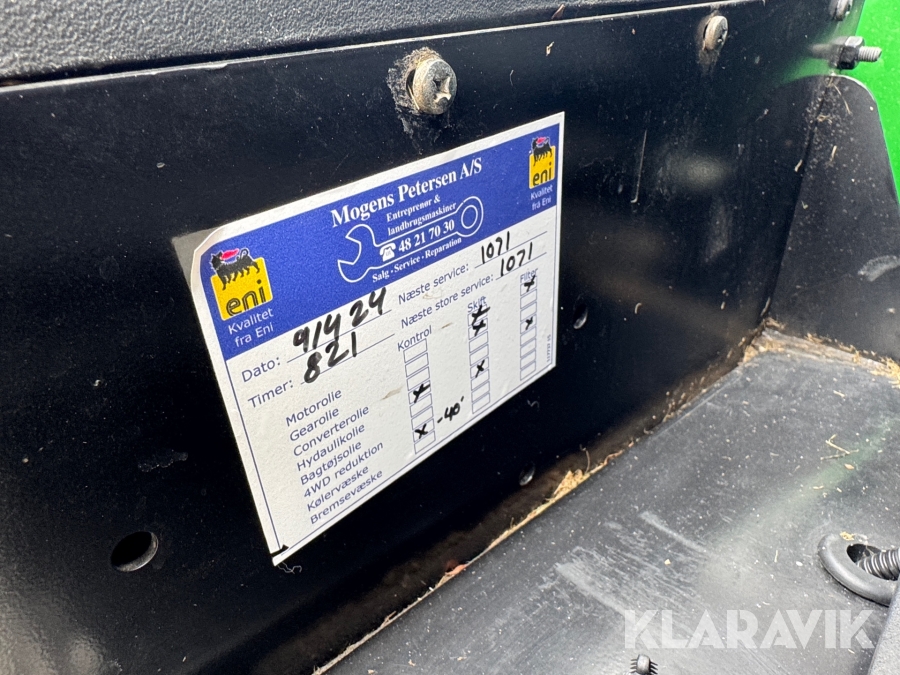 Mogens Petersen A/S
Entreprenør &
landbrugsmaskiner
☎ 48 21 70 30
Salg · Service · Reparation
eni
Kvalitet
fra Eni
eni
Kvalitet
fra Eni
Dato: 9/4 24 Næste service: 1071
Timer: 821 Næste store service: 1071
Kontrol Skift Filter
Motorolie
Gearolie
Converterolie
Hydaulikolie
Bagtøjsolie
4WD reduktion
Kølervæske -40°
Bremsevæske
KLARAVIK